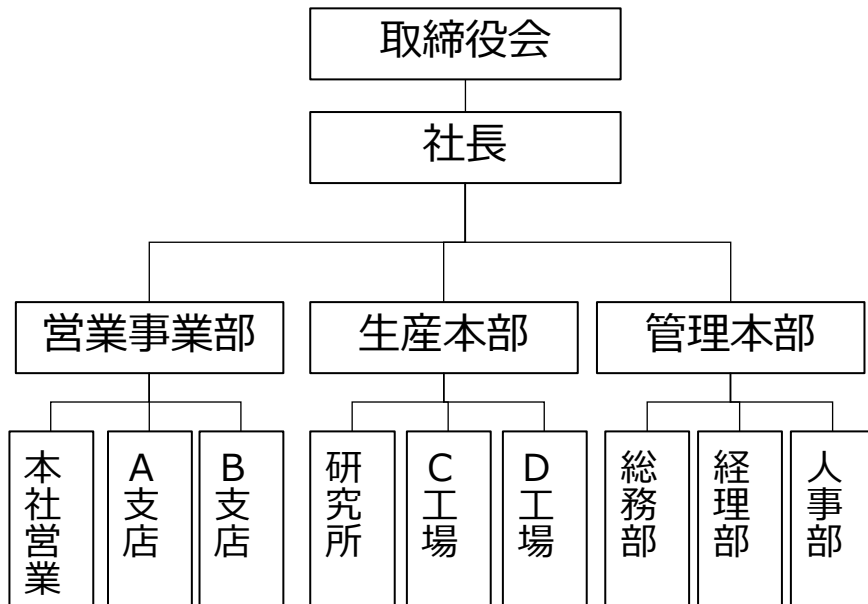 取締役会
社長
営業事業部
生産本部
管理本部
本社営業
A支店
B支店
研究所
C工場
D工場
総務部
経理部
人事部